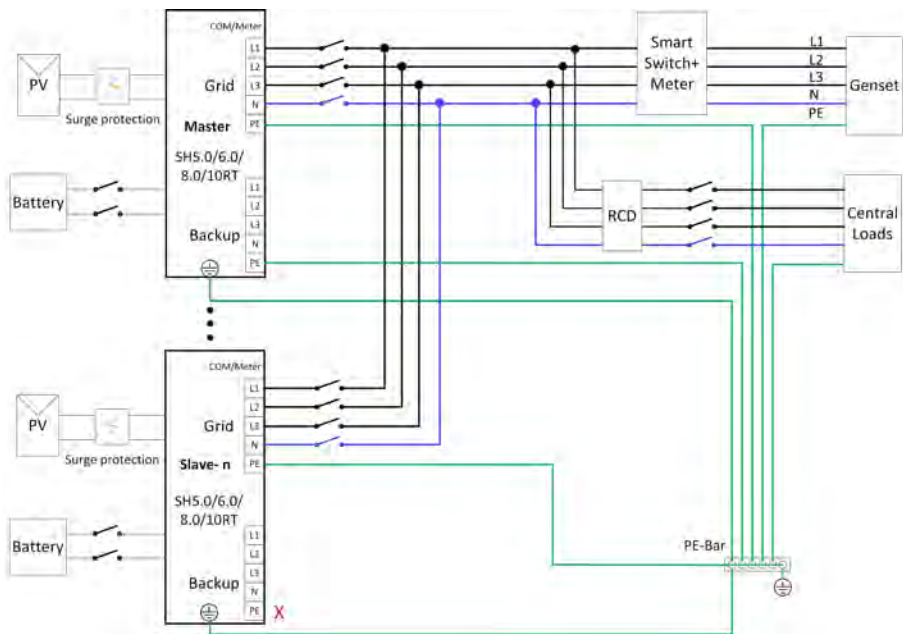 COM/Meter
L1
L2
L3
N
PE
Grid
Master
SH5.0/6.0/
8.0/10RT
L1
L2
L3
N
PE
Backup
PV
Surge protection
Battery
Smart
Switch+
Meter
L1
L2
L3
N
PE
Genset
RCD
Central
Loads
COM/Meter
L1
L2
L3
N
PE
Grid
Slave- n
SH5.0/6.0/
8.0/10RT
L1
L2
L3
N
PE
X
Backup
PV
Surge protection
Battery
PE-Bar